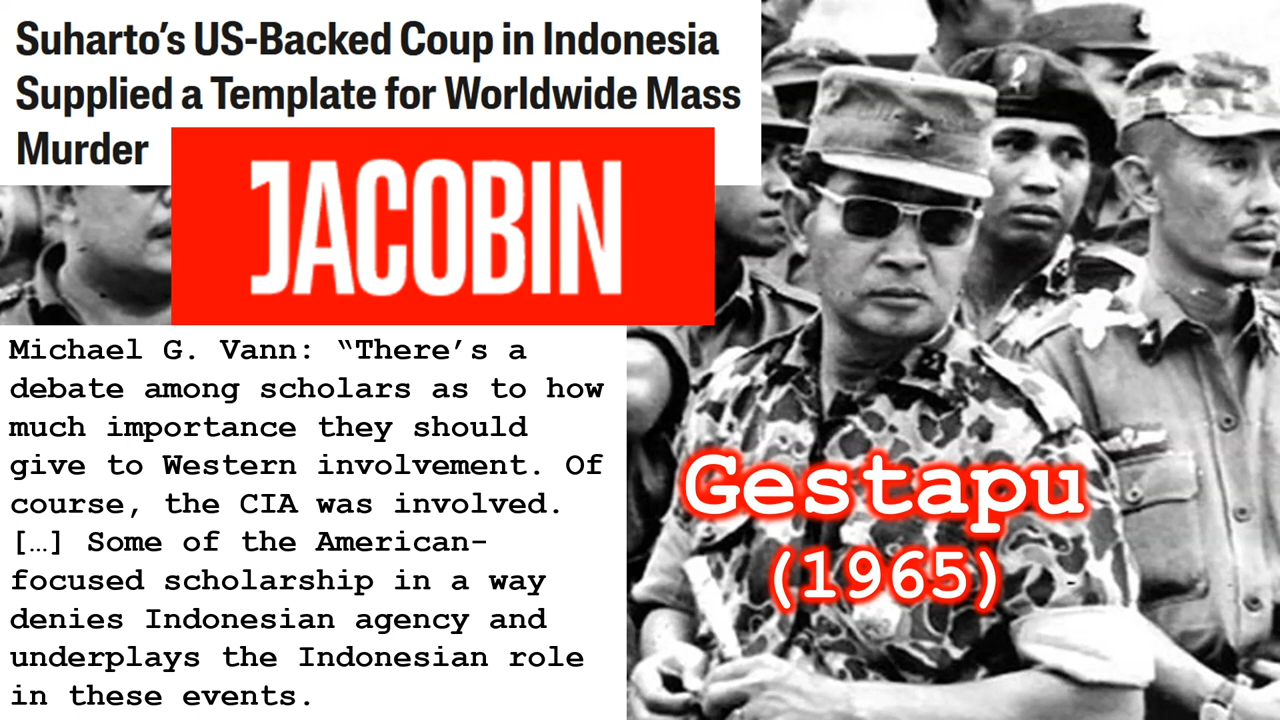 Suharto’s US-Backed Coup in Indonesia
Supplied a Template for Worldwide Mass
Murder
JACOBIN
Michael G. Vann: “There’s a
debate among scholars as to how
much importance they should
give to Western involvement. Of
course, the CIA was involved.
[…] Some of the American-
focused scholarship in a way
denies Indonesian agency and
underplays the Indonesian role
in these events.
Gestapu
(1965)